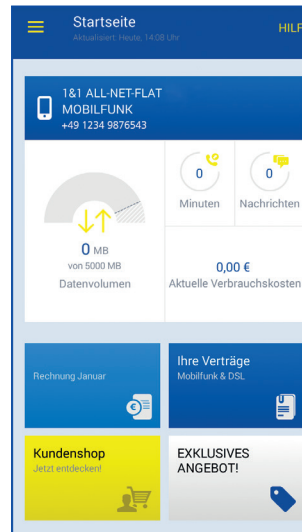 Startseite
HILF
Aktualisiert: Heute, 14:08 Uhr
1&1 ALL-NET-FLAT
MOBILFUNK
+49 1234 9876543
0 MB
von 5000 MB
Datenvolumen
0
Minuten
0
Nachrichten
0,00 €
Aktuelle Verbrauchskosten
Rechnung Januar
Ihre Verträge
Mobilfunk & DSL
Kundenshop
Jetzt entdecken!
EXKLUSIVES
ANGEBOT!